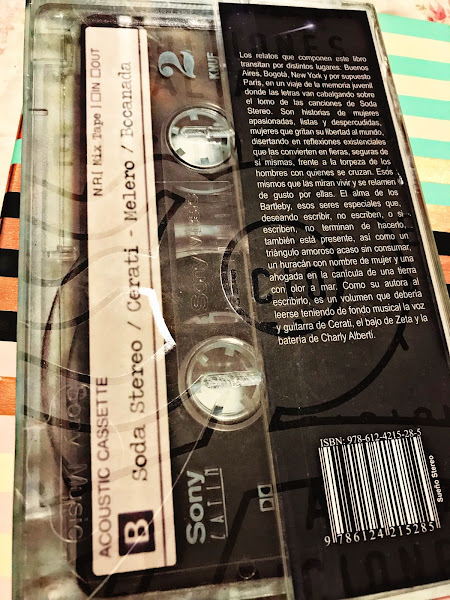 N.R[ Mix Tape ] IN OUT
Soda Stereo / Cerati - Melero / Bocanada
ACOUSTIC CASSETTE
B
2
KNUF
Sony
LATIN
Sony Music
Los relatos que componen este libro
transitan por distintos lugares: Buenos
Aires, Bogotá, New York y por supuesto
París, en un viaje de la memoria juvenil
donde las letras van cabalgando sobre
el lomo de las canciones de Soda
Stereo. Son historias de mujeres
apasionadas, listas y despercudidas,
mujeres que gritan su libertad al mundo,
disertando en reflexiones existenciales
que las convierten en fieras, seguras de
sí mismas, frente a la torpeza de los
hombres con quienes se cruzan. Esos
mismos que las miran vivir y se relamen
de gusto por ellas. El alma de los
Bartleby, esos seres especiales que,
deseando escribir, no escriben, o si
escriben, no terminan de hacerlo,
también está presente, así como un
triángulo amoroso acaso sin consumar,
un huracán con nombre de mujer y una
ahogada en la canícula de una tierra
con olor a mar. Como su autora al
escribirlo, es un volumen que debería
leerse teniendo de fondo musical la voz
y guitarra de Cerati, el bajo de Zeta y la
batería de Charly Alberti.
ISBN: 978-612-4215-28-5
9 786124 215285
Sueño Stereo